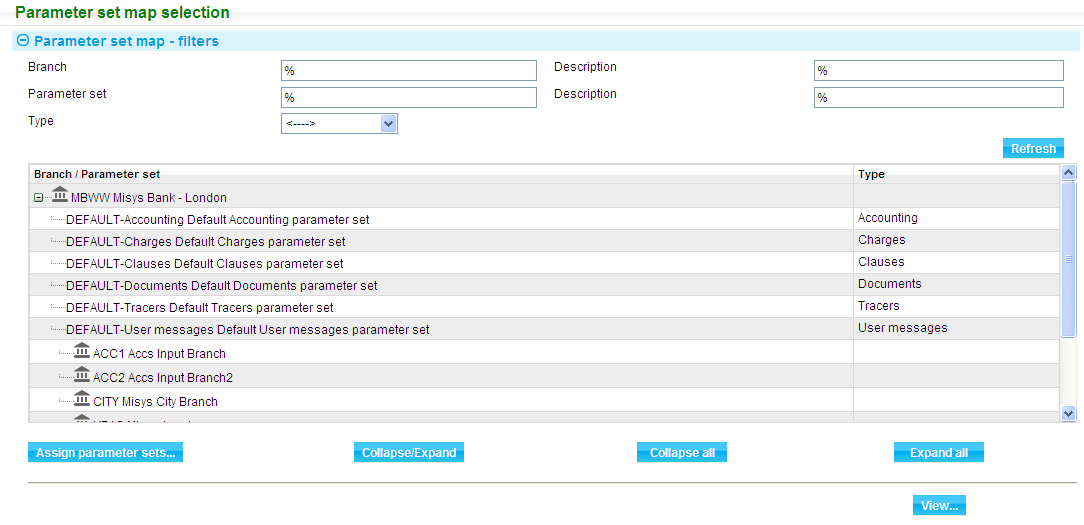 Parameter set map selection
Parameter set map - filters
Branch % Description %
Parameter set % Description %
Type <---->
Refresh
Branch / Parameter set Type
MBWW Misys Bank - London
DEFAULT-Accounting Default Accounting parameter set Accounting
DEFAULT-Charges Default Charges parameter set Charges
DEFAULT-Clauses Default Clauses parameter set Clauses
DEFAULT-Documents Default Documents parameter set Documents
DEFAULT-Tracers Default Tracers parameter set Tracers
DEFAULT-User messages Default User messages parameter set User messages
ACC1 Accs Input Branch
ACC2 Accs Input Branch2
CITY Misys City Branch
Assign parameter sets... Collapse/Expand Collapse all Expand all
View...